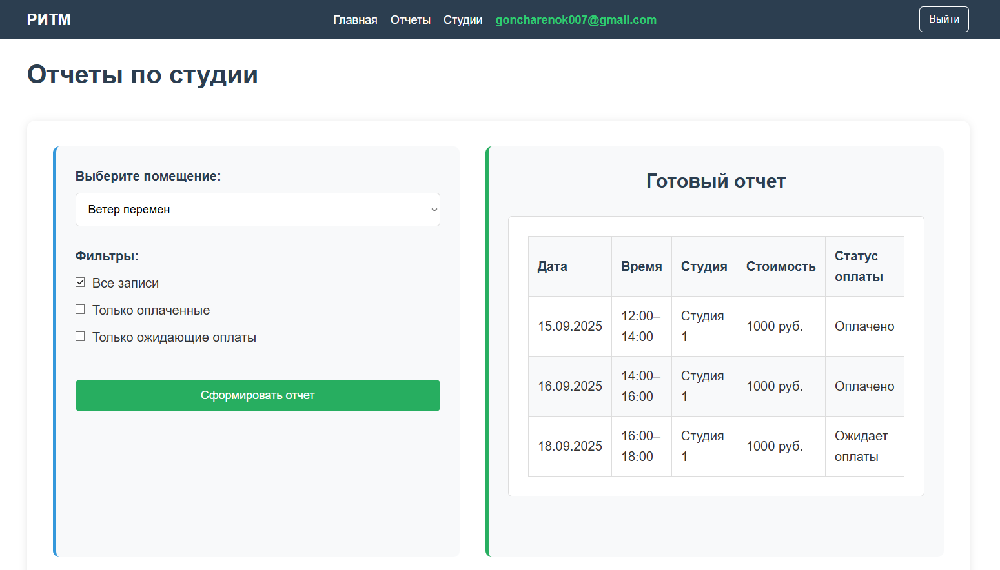 РИТМ
Главная
Отчеты
Студии
goncharenok007@gmail.com
Выйти
Отчеты по студии
Выберите помещение:
Ветер перемен
Фильтры:
Все записи
Только оплаченные
Только ожидающие оплаты
Сформировать отчет
Готовый отчет
Дата
Время
Студия
Стоимость
Статус
оплаты
15.09.2025
12:00–
14:00
Студия
1
1000 руб.
Оплачено
16.09.2025
14:00–
16:00
Студия
1
1000 руб.
Оплачено
18.09.2025
16:00–
18:00
Студия
1
1000 руб.
Ожидает
оплаты